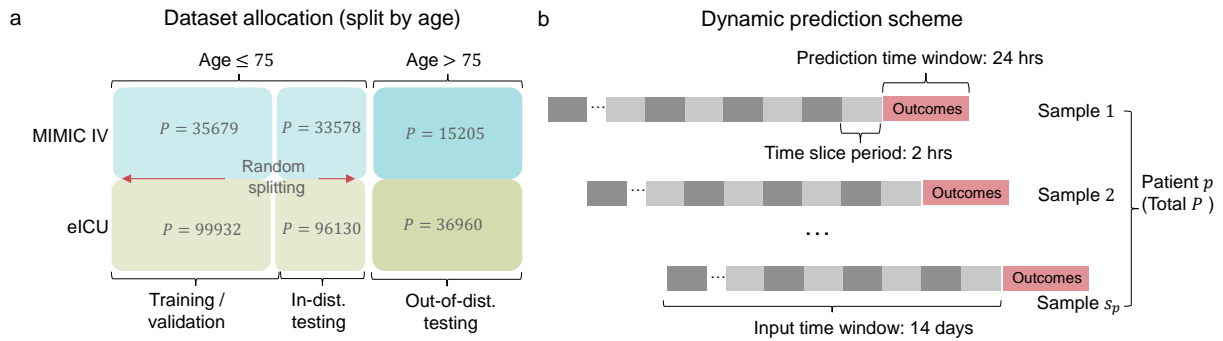 a
Dataset allocation (split by age)
Age ≤ 75
Age > 75
MIMIC IV
P = 35679
P = 33578
P = 15205
Random
splitting
eICU
P = 99932
P = 96130
P = 36960
Training /
validation
In-dist.
testing
Out-of-dist.
testing
b
Dynamic prediction scheme
Prediction time window: 24 hrs
...
Outcomes
Sample 1
Time slice period: 2 hrs
...
Outcomes
Sample 2
...
Patient p
(Total P )
...
Outcomes
Sample s_p
Input time window: 14 days